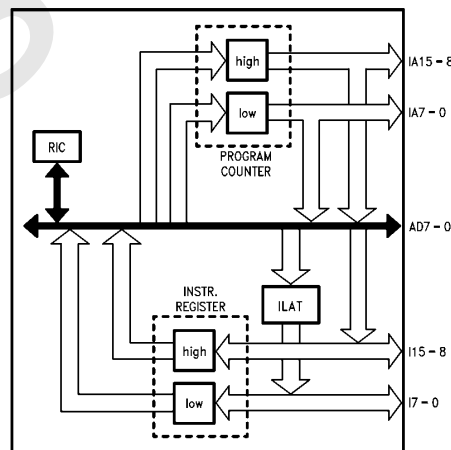 high
IA15 – 8
low
IA7 – 0
RIC
PROGRAM
COUNTER
AD7 – 0
INSTR.
REGISTER
ILAT
high
I15 – 8
low
I7 – 0